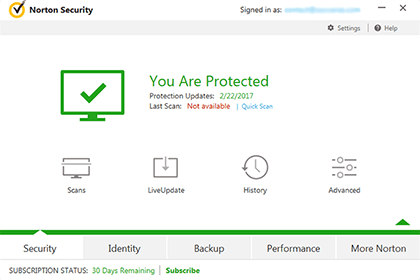 Norton Security
Signed in as:
Settings | Help
You Are Protected
Protection Updates: 2/22/2017
Last Scan: Not available | Quick Scan
Scans LiveUpdate History Advanced
Security Identity Backup Performance More Norton
SUBSCRIPTION STATUS: 30 Days Remaining | Subscribe